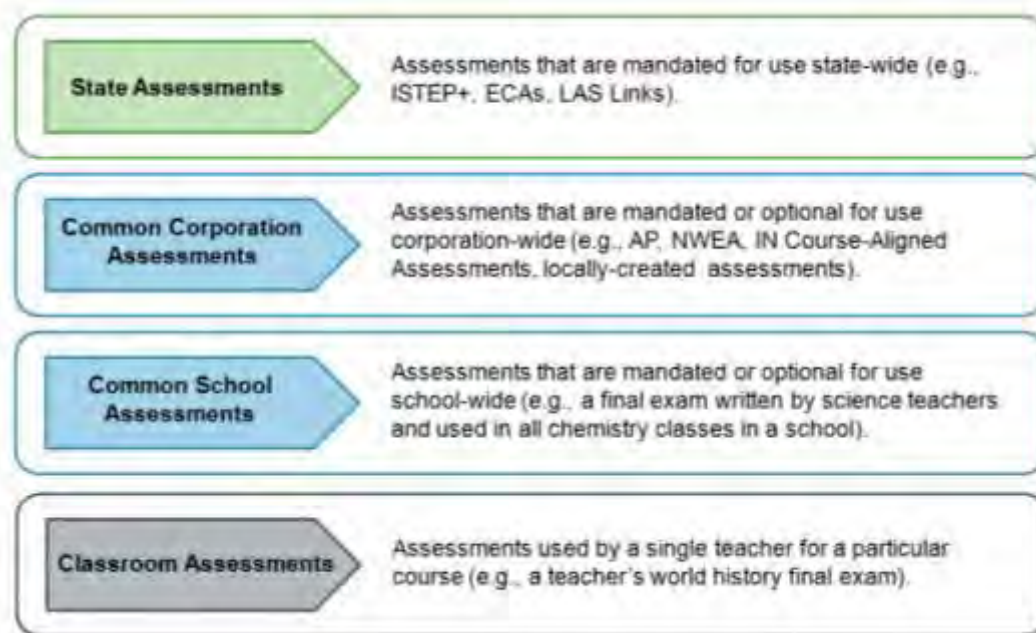 State Assessments
Assessments that are mandated for use state-wide (e.g.,
ISTEP+, ECAs, LAS Links).
Common Corporation
Assessments
Assessments that are mandated or optional for use
corporation-wide (e.g., AP, NWEA, IN Course-Aligned
Assessments, locally-created assessments).
Common School
Assessments
Assessments that are mandated or optional for use
school-wide (e.g., a final exam written by science teachers
and used in all chemistry classes in a school).
Classroom Assessments
Assessments used by a single teacher for a particular
course (e.g., a teacher's world history final exam).